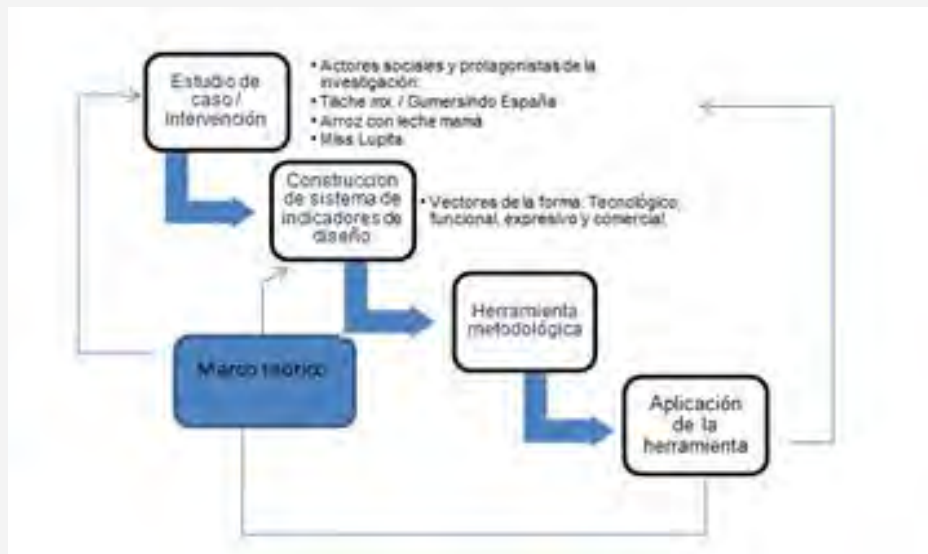 Estudio de
caso /
Intervención
• Actores sociales y protagonistas de la
investigación:
• Tache mx. / Gumersindo España
• Arroz con leche mamá
• Miss Lupita
Construcción
de sistema de
indicadores de
diseño
• Vectores de la forma: Tecnológico,
funcional, expresivo y comercial
Herramienta
metodológica
Marco teórico
Aplicación
de la
herramienta